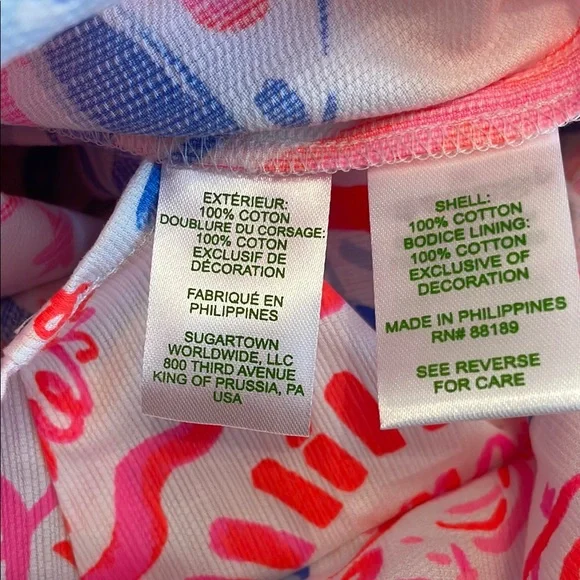 EXTÉRIEUR:
100% COTON
DOUBLURE DU CORSAGE:
100% COTON
EXCLUSIF DE
DÉCORATION
FABRIQUÉ EN
PHILIPPINES
SUGARTOWN
WORLDWIDE, LLC
800 THIRD AVENUE
KING OF PRUSSIA, PA
USA
SHELL:
100% COTTON
BODICE LINING:
100% COTTON
EXCLUSIVE OF
DECORATION
MADE IN PHILIPPINES
RN# 88189
SEE REVERSE
FOR CARE